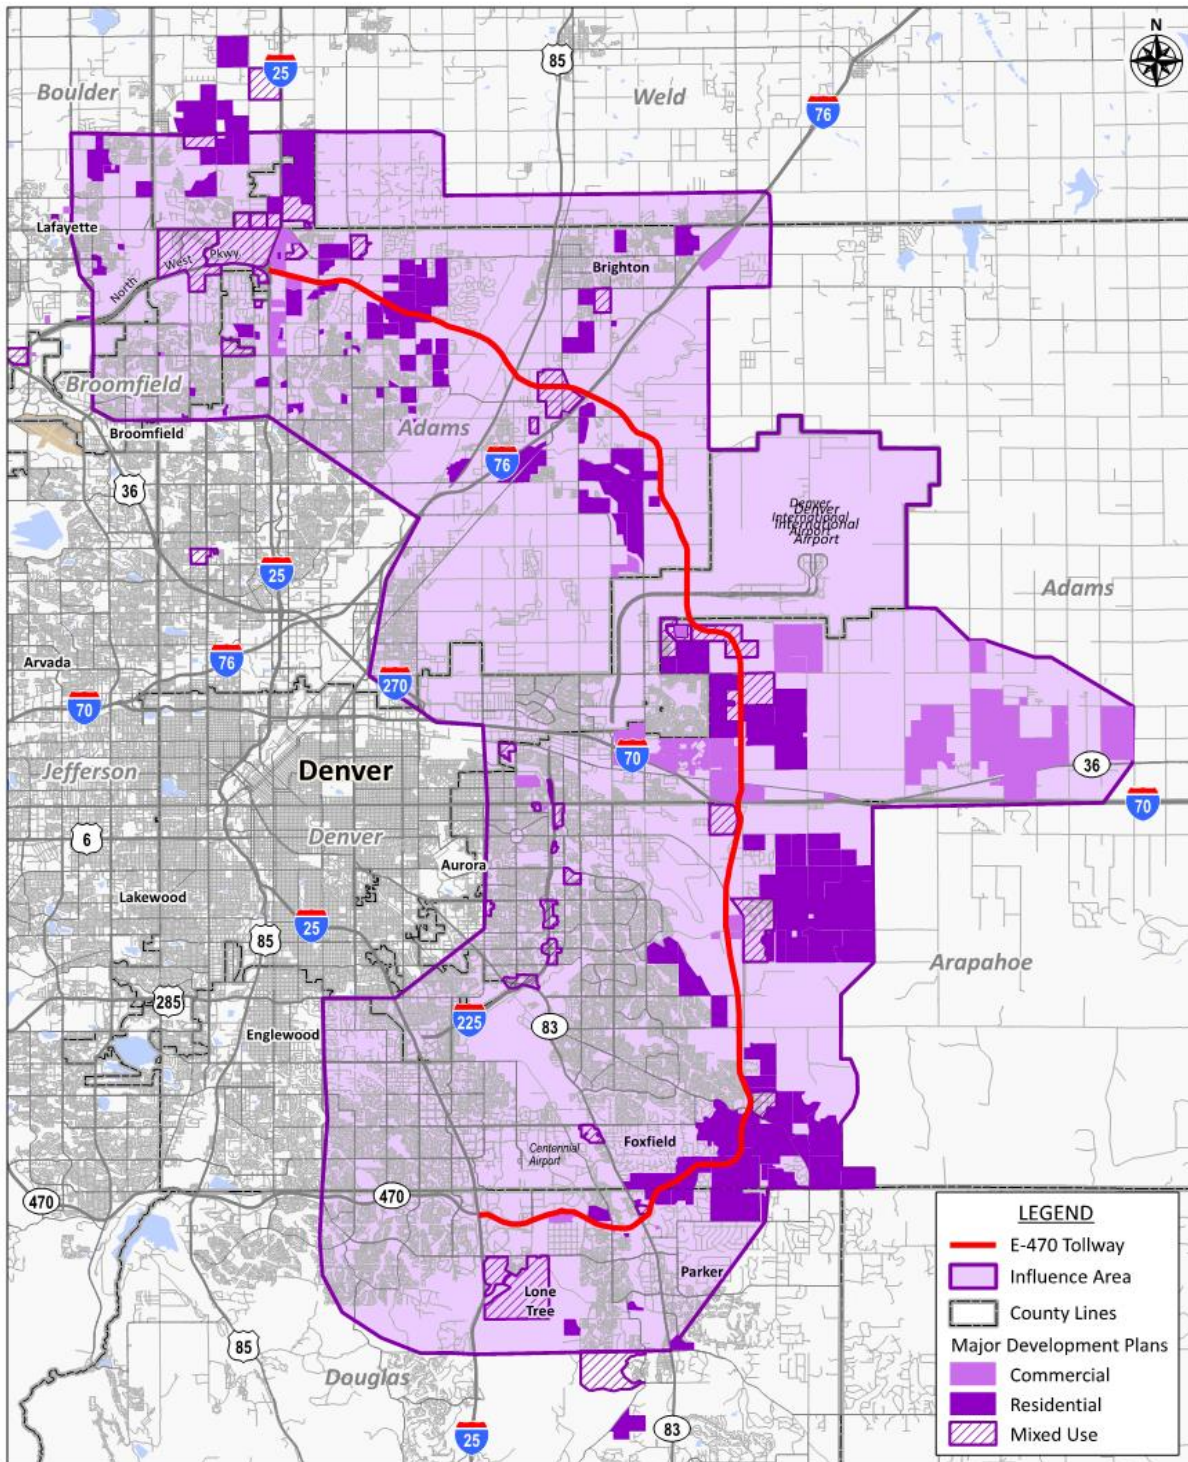 N
Boulder
25
85
Weld
76
Lafayette
North
West
Pkwy
Brighton
Broomfield
Broomfield
Adams
76
36
Denver
International
Airport
Denver
International
Airport
25
Adams
Arvada
76
270
70
70
36
70
Jefferson
Denver
6
Denver
Aurora
Lakewood
25
85
Arapahoe
285
225
83
Englewood
Foxfield
Centennial
Airport
470
470
Parker
Lone
Tree
85
Douglas
25
83
LEGEND
E-470 Tollway
Influence Area
County Lines
Major Development Plans
Commercial
Residential
Mixed Use